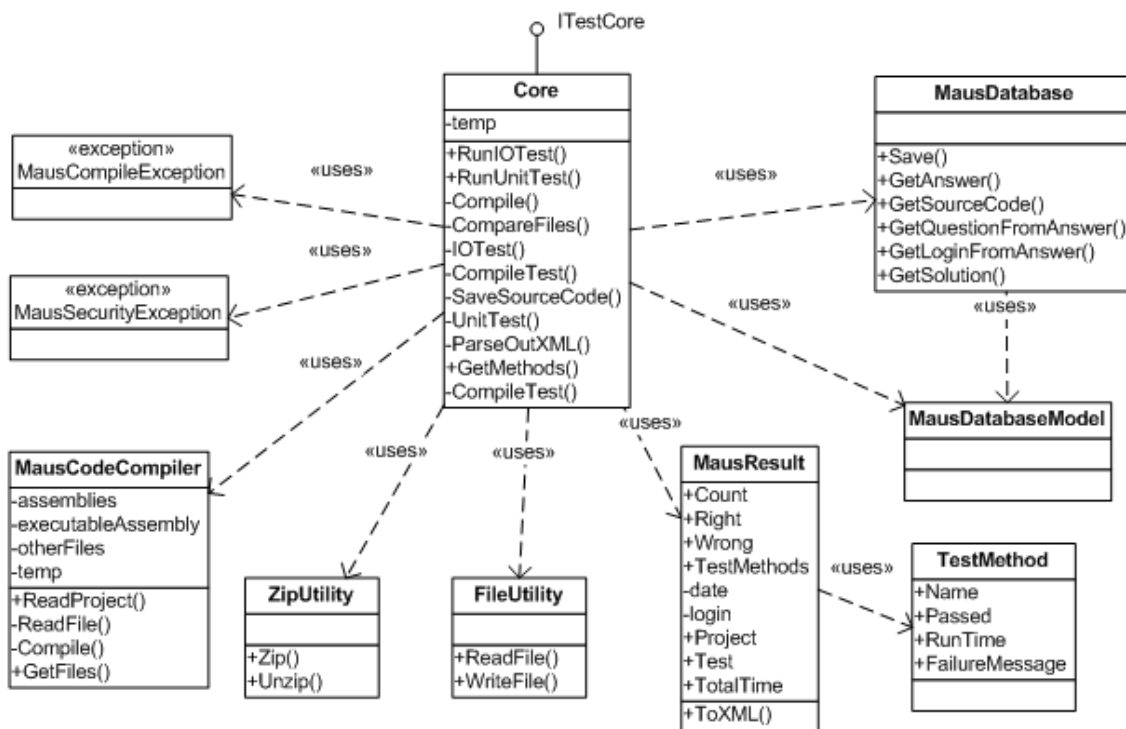 ITestCore
Core
-temp
+RunIOTest()
+RunUnitTest()
-Compile()
-CompareFiles()
-IOTest()
-CompileTest()
-SaveSourceCode()
-UnitTest()
-ParseOutXML()
+GetMethods()
-CompileTest()
MausDatabase
+Save()
+GetAnswer()
+GetSourceCode()
+GetQuestionFromAnswer()
+GetLoginFromAnswer()
+GetSolution()
«exception»
MausCompileException
«uses»
«uses»
«exception»
MausSecurityException
«uses»
«uses»
«uses»
«uses»
MausDatabaseModel
MausCodeCompiler
-assemblies
-executableAssembly
-otherFiles
-temp
+ReadProject()
-ReadFile()
-Compile()
+GetFiles()
«uses»
«uses»
«uses»
ZipUtility
+Zip()
+Unzip()
FileUtility
+ReadFile()
+WriteFile()
MausResult
+Count
+Right
+Wrong
+TestMethods
-date
-login
+Project
+Test
+TotalTime
+ToXML()
«uses»
TestMethod
+Name
+Passed
+RunTime
+FailureMessage